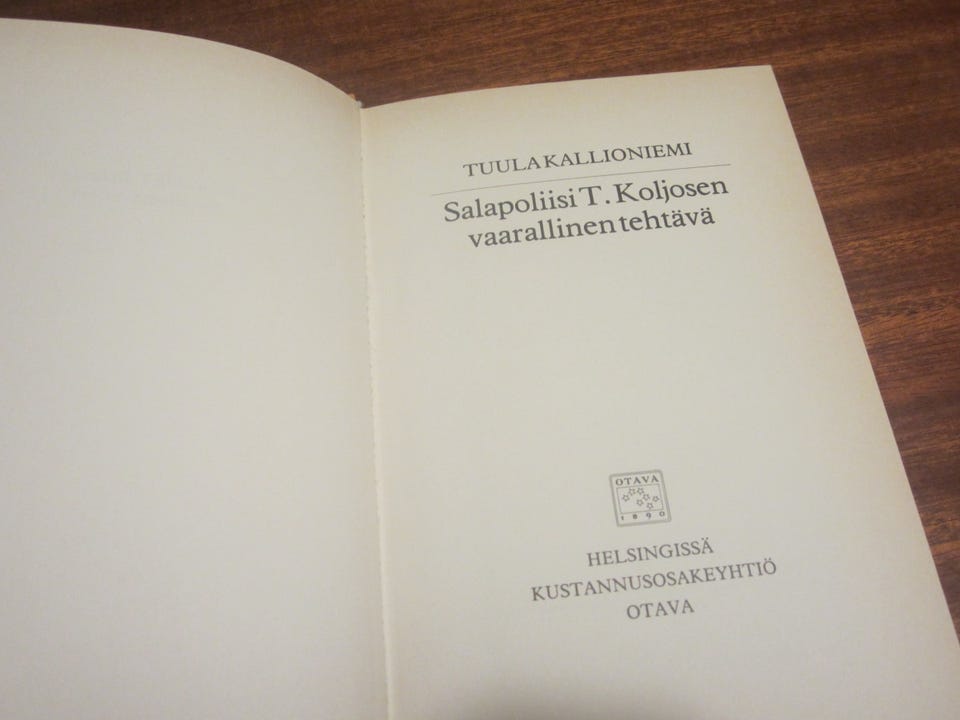 TUULA KALLIONIEMI
Salapoliisi T. Koljosen
vaarallinen tehtävä
OTAVA
1890
HELSINGISSÄ
KUSTANNUSOSAKEYHTIÖ
OTAVA